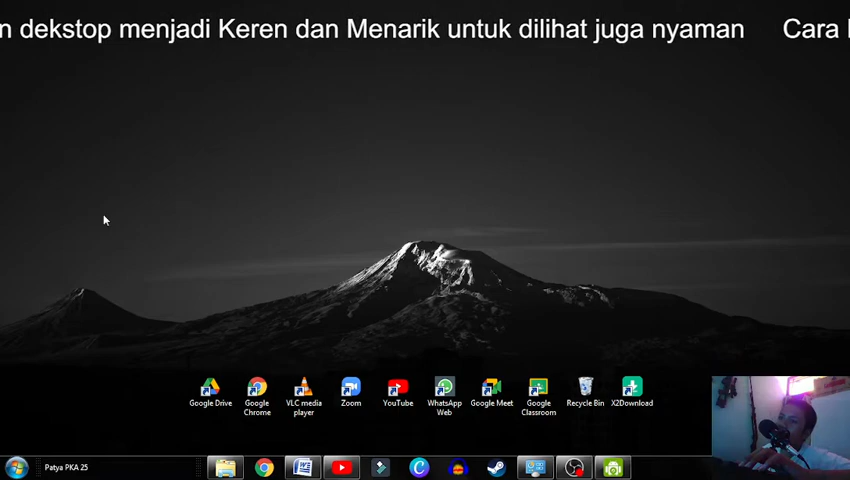 n dekstop menjadi Keren dan Menarik untuk dilihat juga nyaman Cara
Google Drive
Google
Chrome
VLC media
player
Zoom
YouTube
WhatsApp
Web
Google Meet
Google
Classroom
Recycle Bin
X2Download
Patya PKA 25